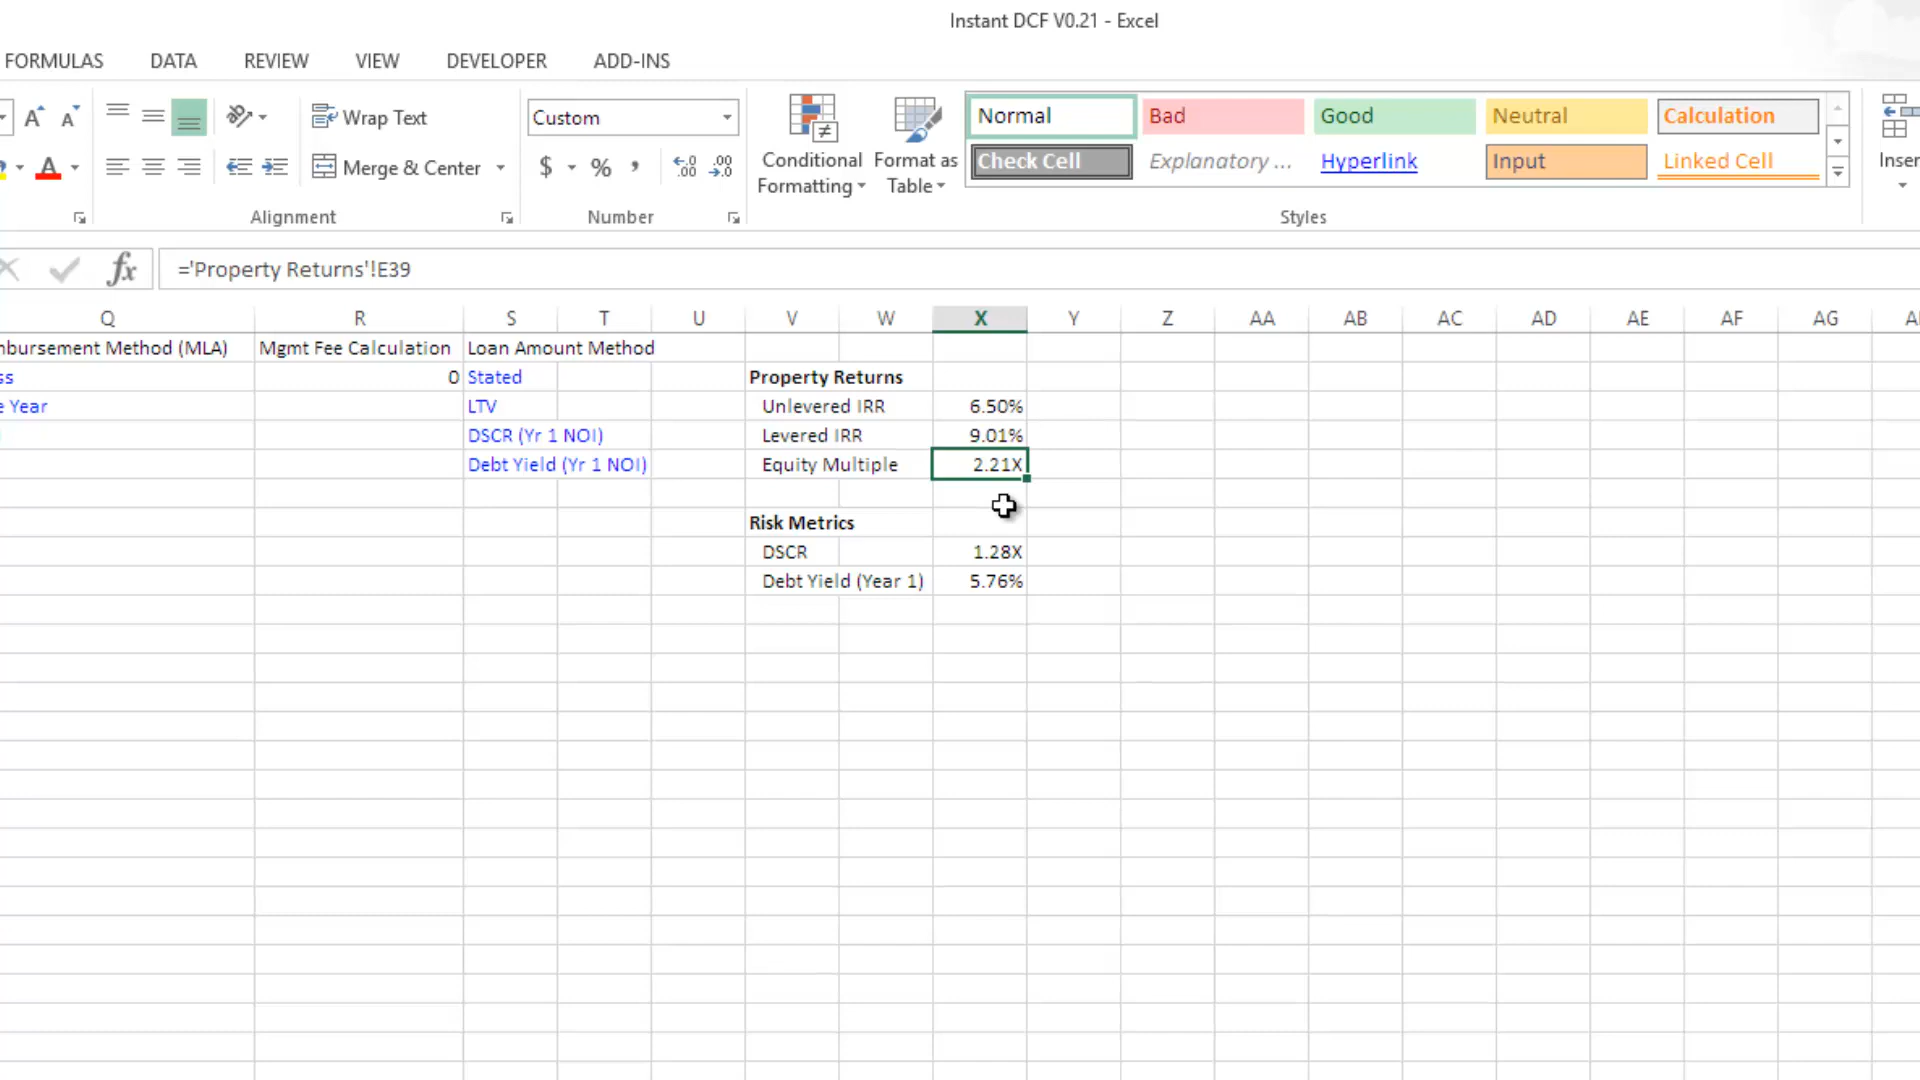 Instant DCF V0.21 - Excel
FORMULAS DATA REVIEW VIEW DEVELOPER ADD-INS
Wrap Text
Merge & Center
Alignment
Custom
$ % ,
Number
Conditional Formatting
Format as Table
Normal Bad Good Neutral Calculation
Check Cell Explanatory ... Hyperlink Input Linked Cell
Styles
fx ='Property Returns'!E39
Q R S T U V W X Y Z AA AB AC AD AE AF AG
mbursement Method (MLA) Mgmt Fee Calculation Loan Amount Method
0 Stated Property Returns
Year LTV Unlevered IRR 6.50%
DSCR (Yr 1 NOI) Levered IRR 9.01%
Debt Yield (Yr 1 NOI) Equity Multiple 2.21X
Risk Metrics
DSCR 1.28X
Debt Yield (Year 1) 5.76%